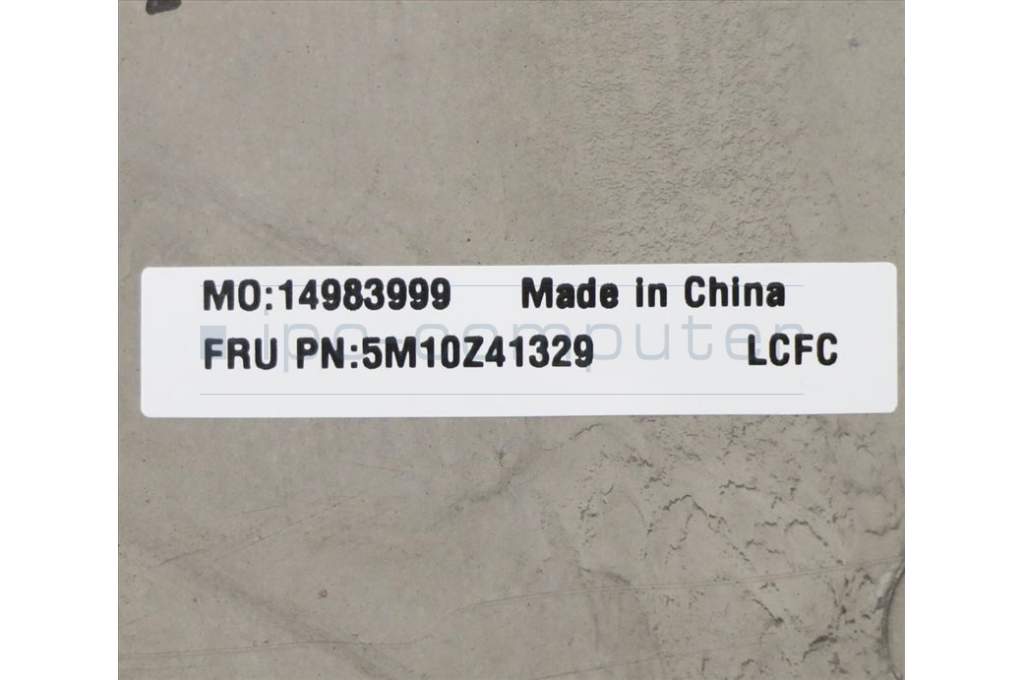 MO:14983999 Made in China
ipc-computer
FRU PN:5M10Z41329 LCFC